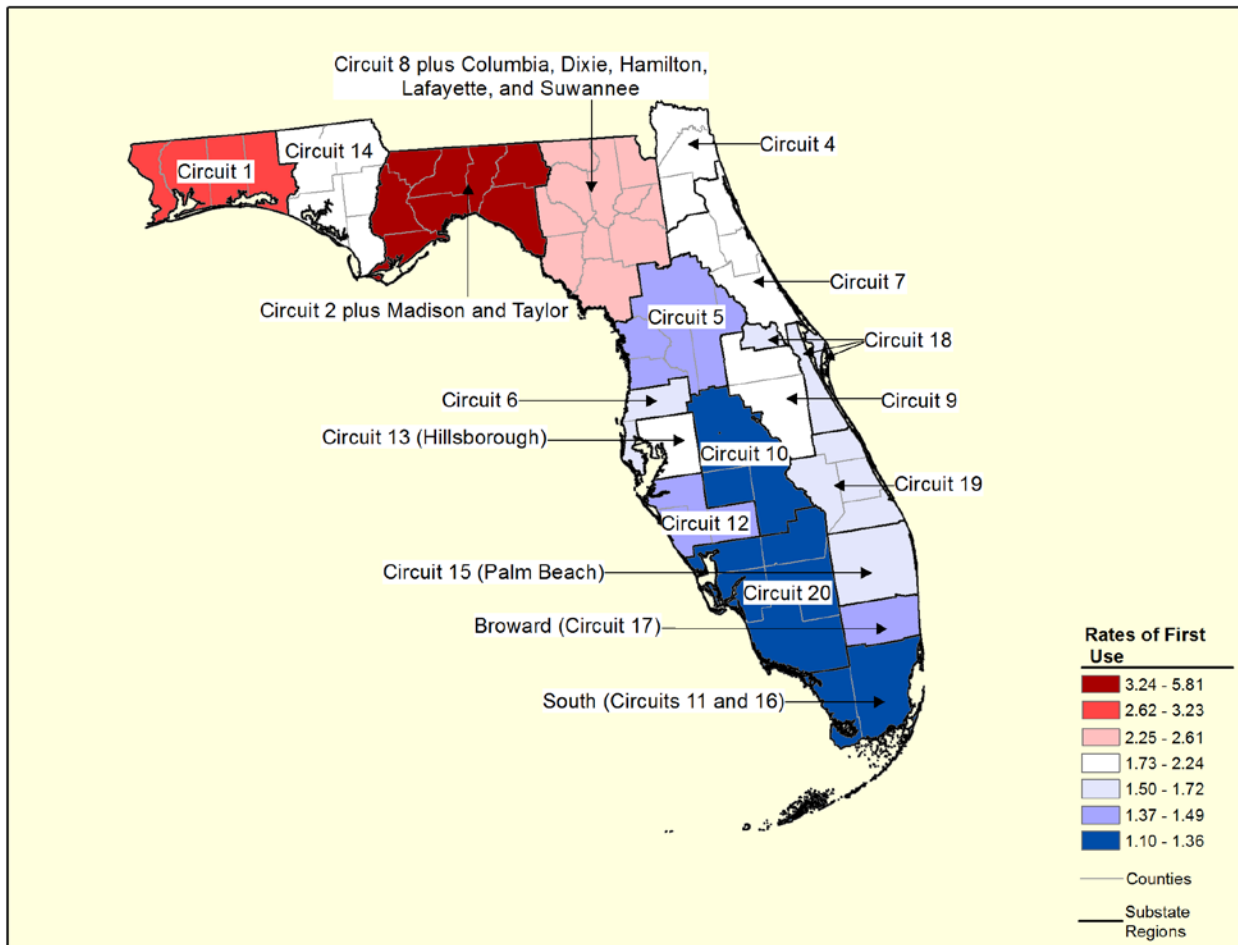 Circuit 8 plus Columbia, Dixie, Hamilton,
Lafayette, and Suwannee
Circuit 4
Circuit 14
Circuit 1
Circuit 7
Circuit 2 plus Madison and Taylor
Circuit 5
Circuit 18
Circuit 6
Circuit 9
Circuit 13 (Hillsborough)
Circuit 10
Circuit 19
Circuit 12
Circuit 15 (Palm Beach)
Circuit 20
Broward (Circuit 17)
South (Circuits 11 and 16)
Rates of First
Use
3.24 - 5.81
2.62 - 3.23
2.25 - 2.61
1.73 - 2.24
1.50 - 1.72
1.37 - 1.49
1.10 - 1.36
Counties
Substate
Regions